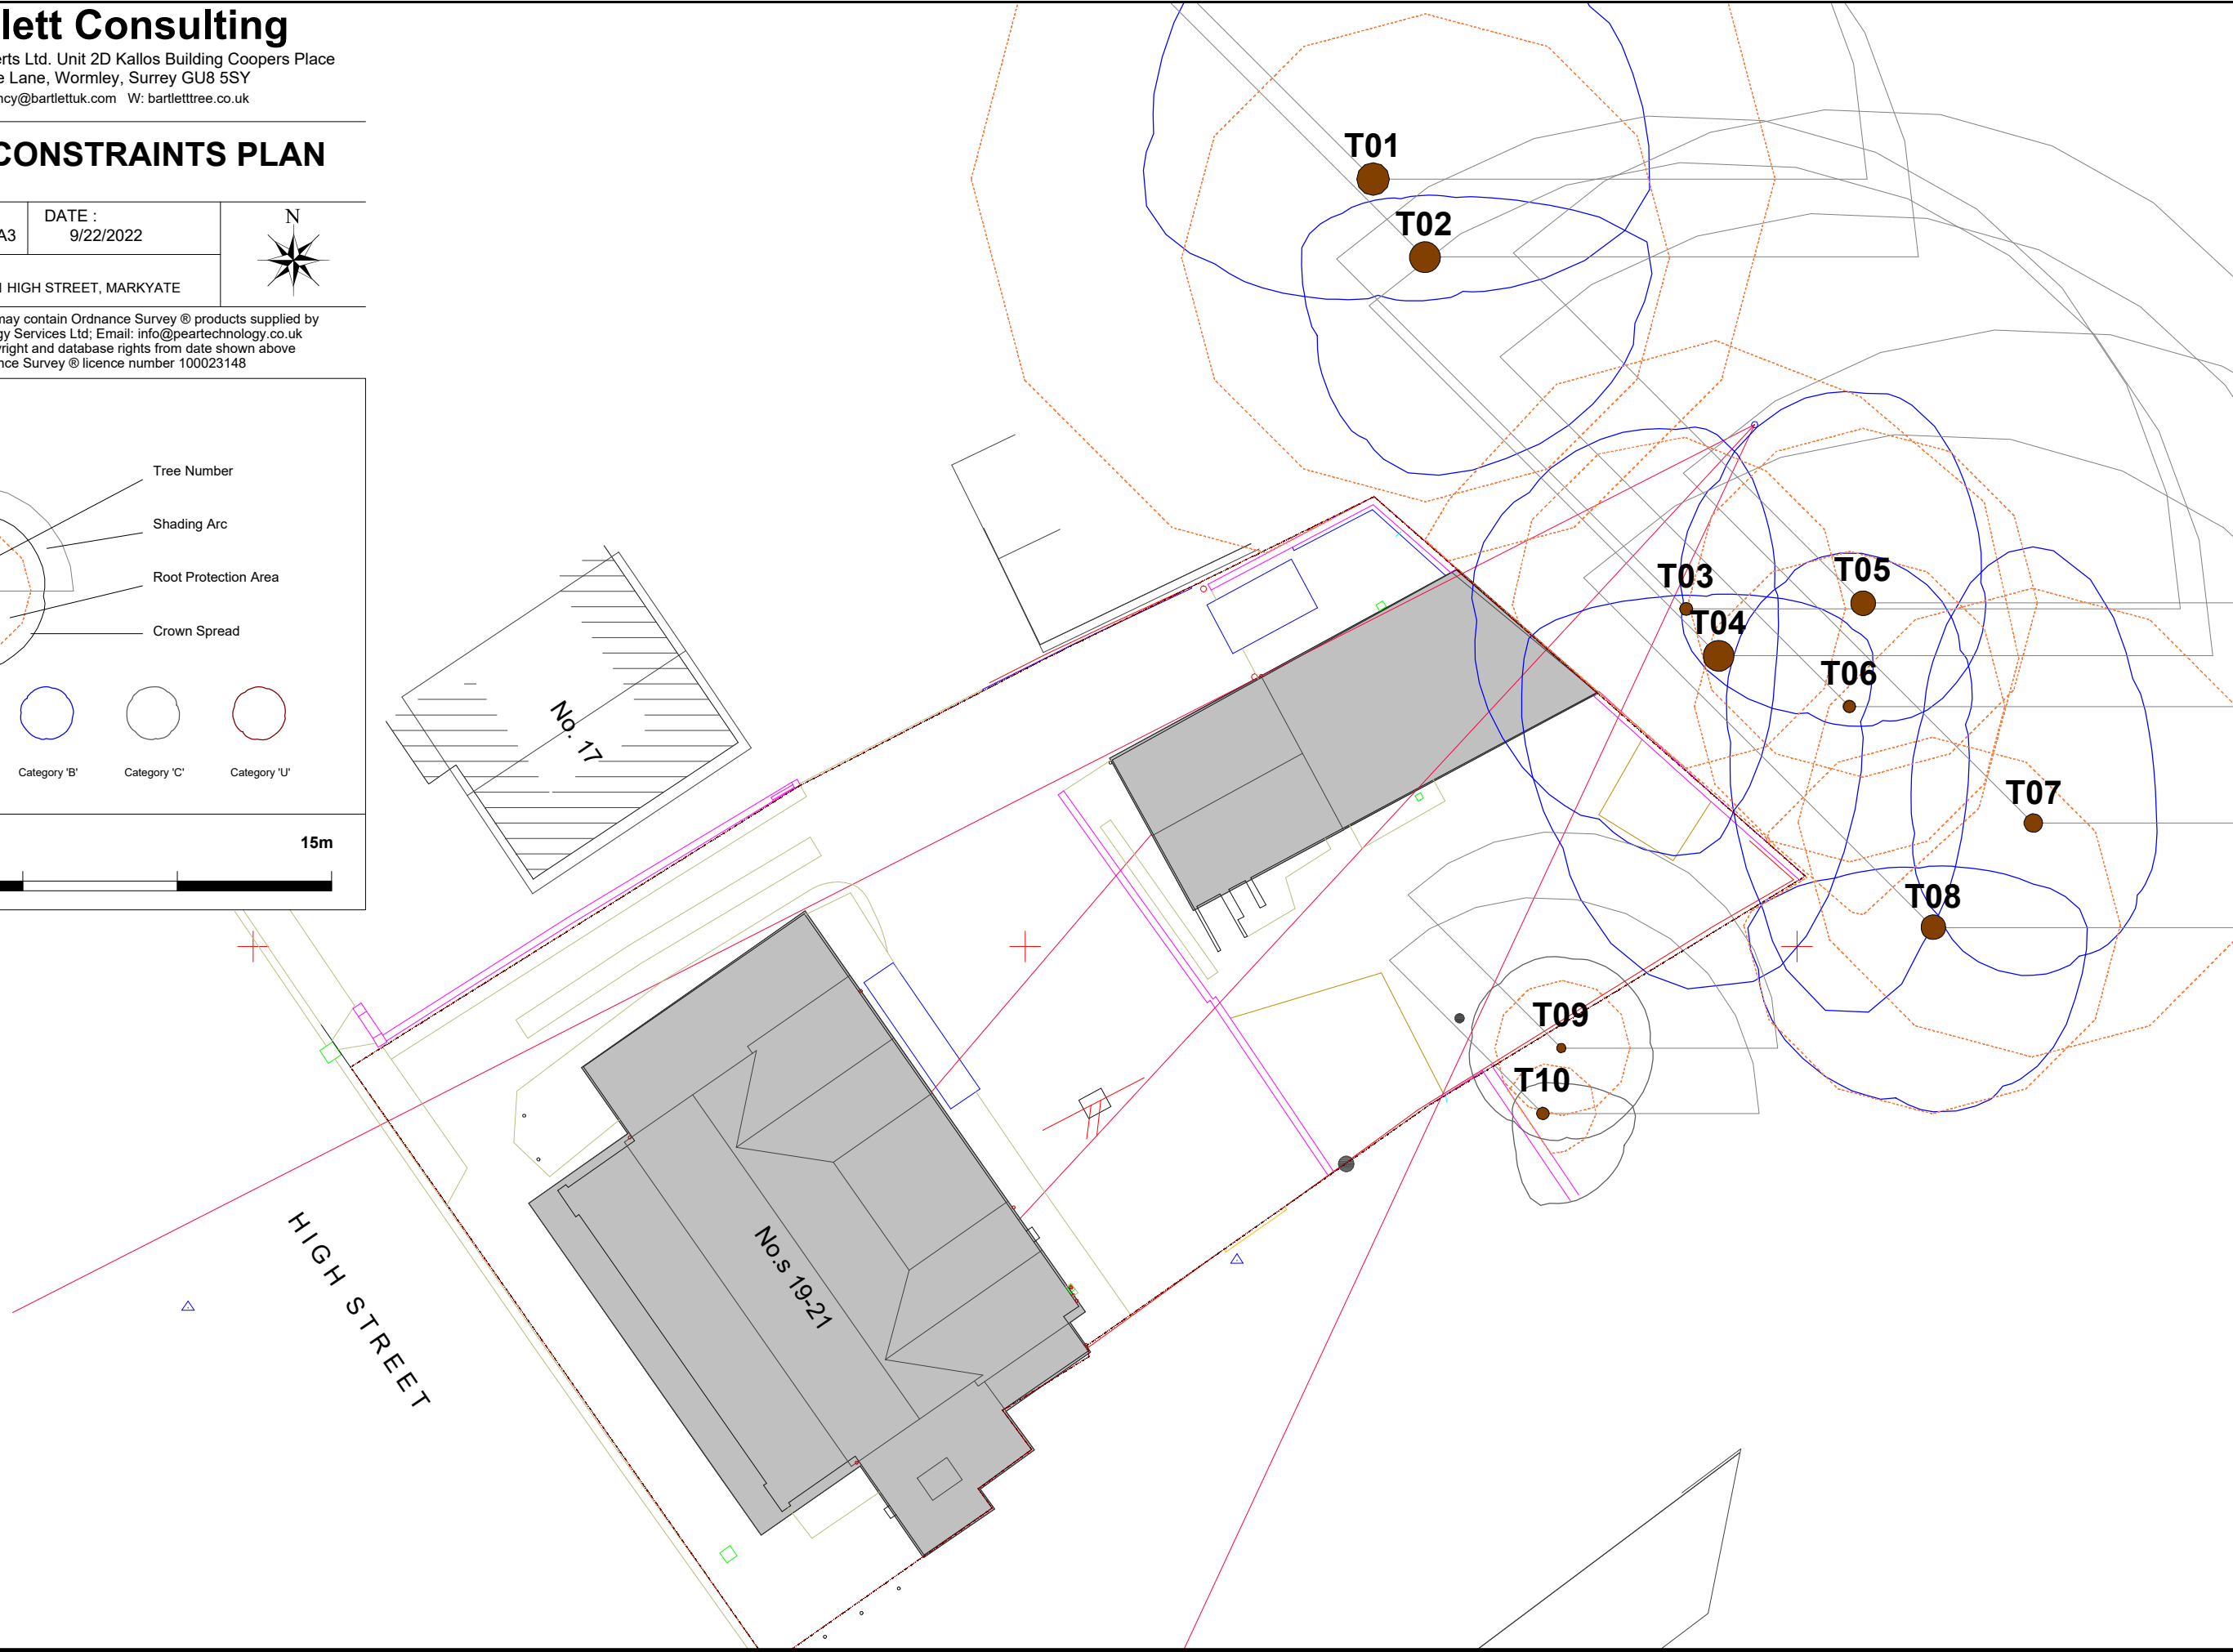 lett Consulting
erts Ltd. Unit 2D Kallos Building Coopers Place
e Lane, Wormley, Surrey GU8 5SY
ncy@bartlettuk.com W: bartletttree.co.uk
CONSTRAINTS PLAN
A3
DATE :
9/22/2022
N
HIGH STREET, MARKYATE
may contain Ordnance Survey ® products supplied by
gy Services Ltd; Email: info@peartechnology.co.uk
yright and database rights from date shown above
nce Survey ® licence number 100023148
Tree Number
Shading Arc
Root Protection Area
Crown Spread
Category 'B'
Category 'C'
Category 'U'
15m
T01
T02
T03
T04
T05
T06
T07
T08
T09
T10
No. 17
No.s 19-21
HIGH STREET